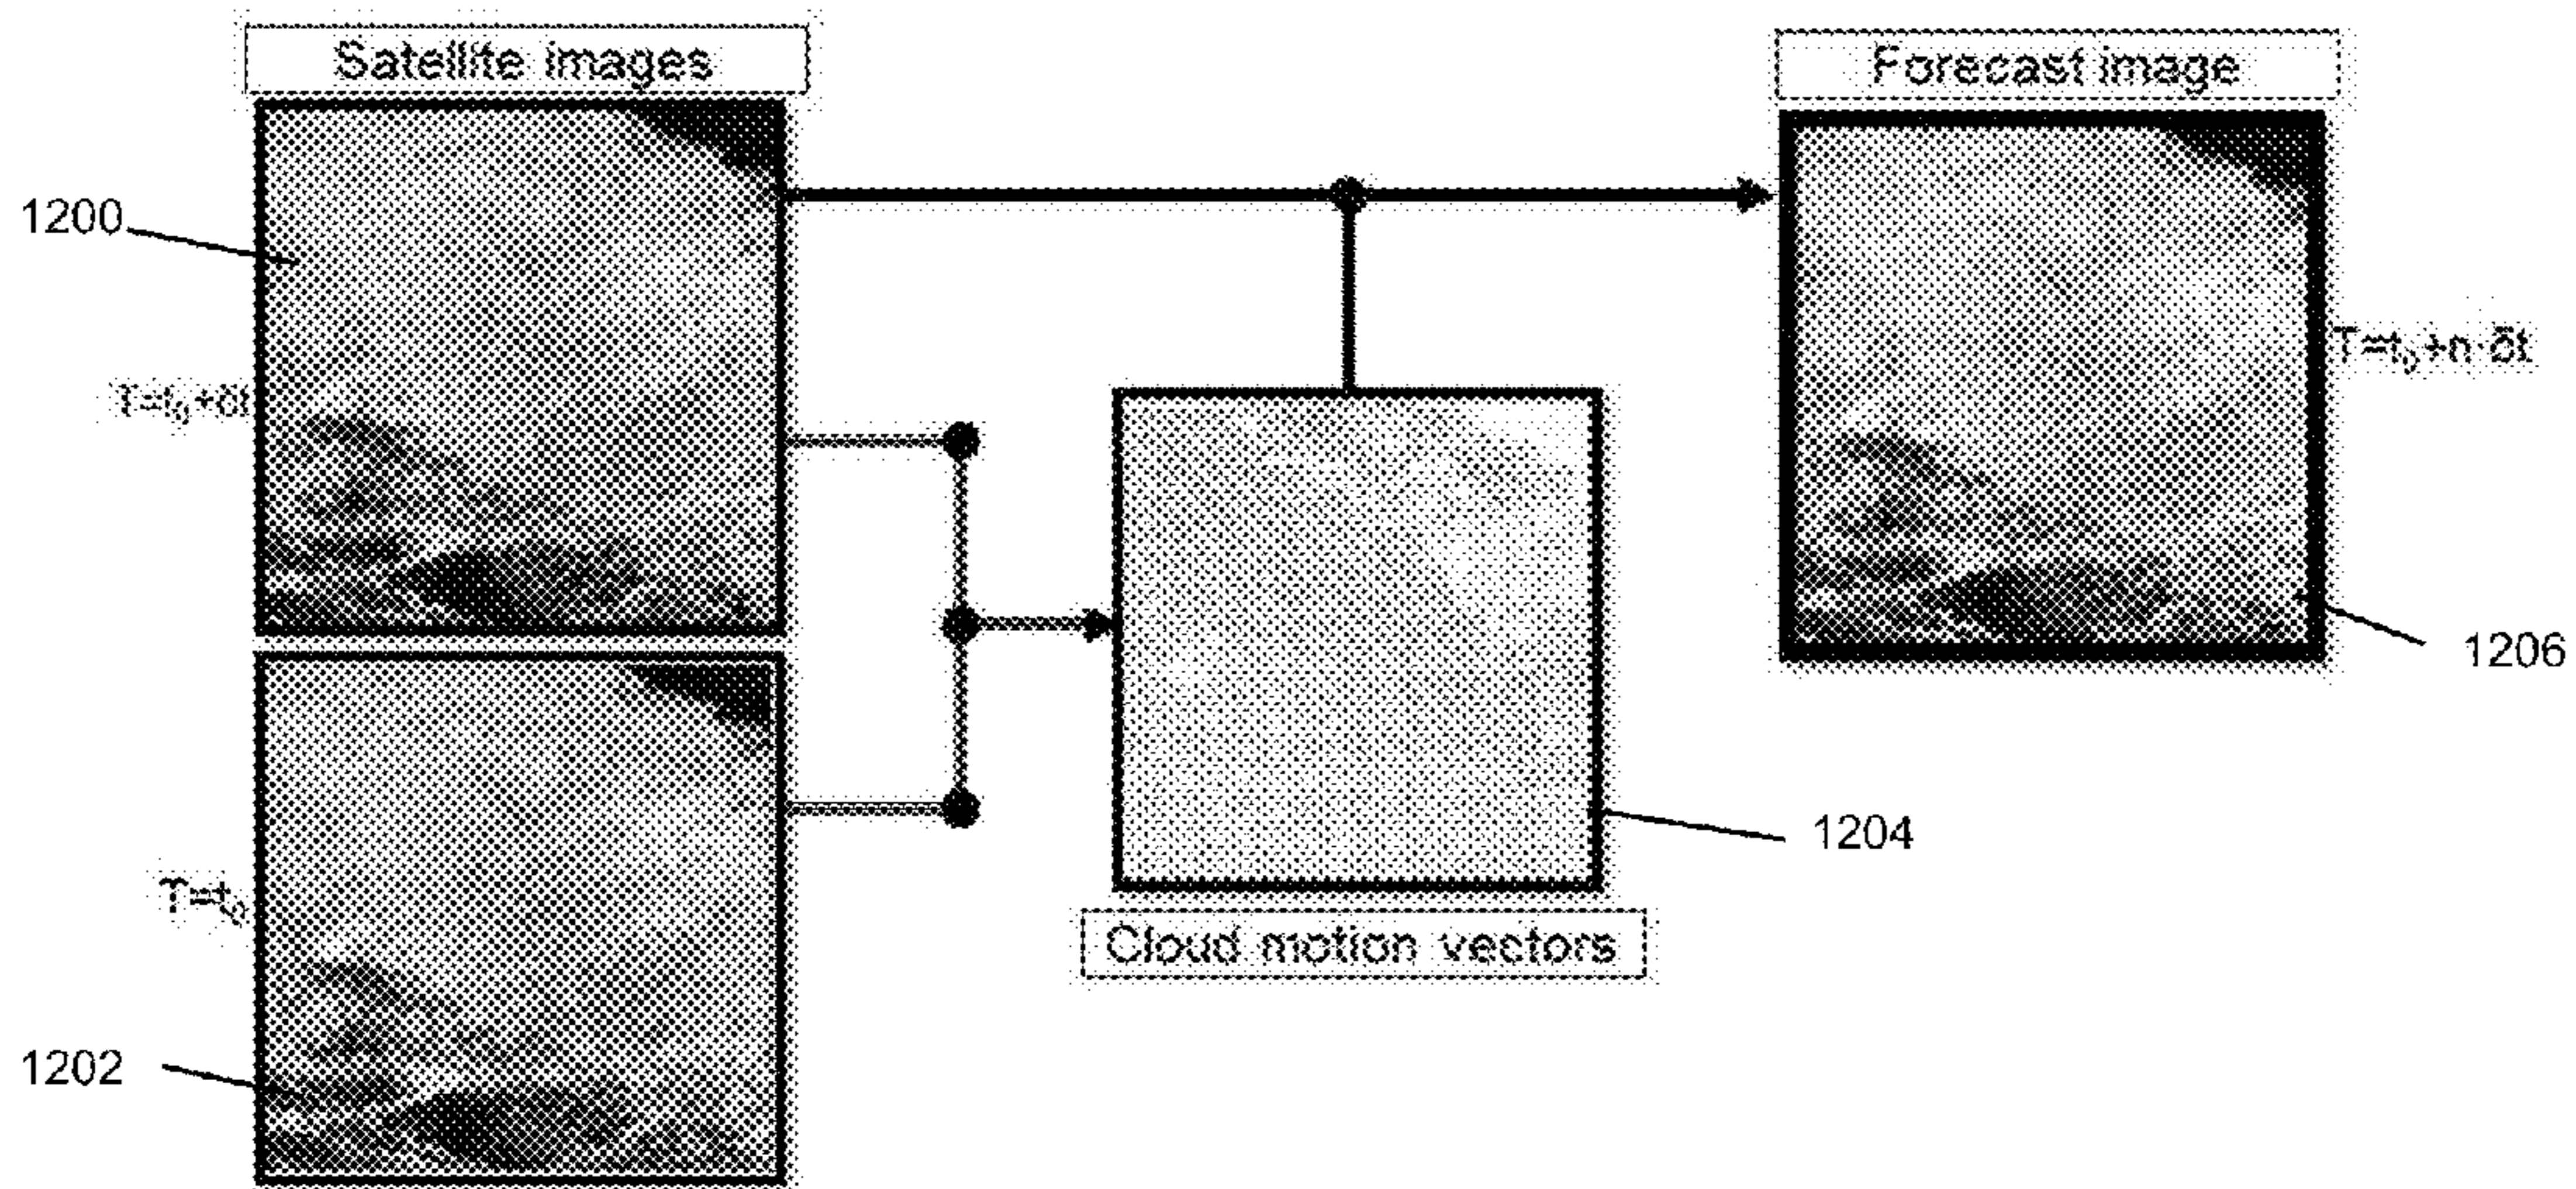 Satellite images
Forecast image
1200
T=t₀+δt
T=t₀+n·δt
1206
1204
T=t₀
Cloud motion vectors
1202